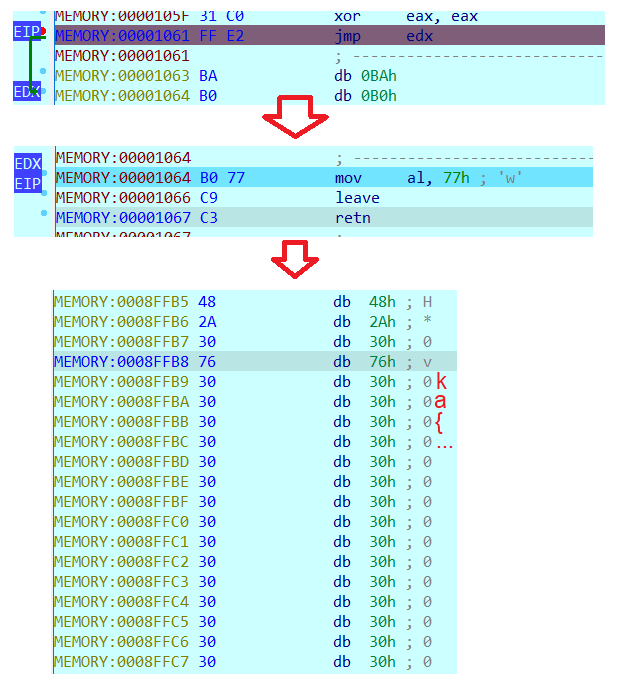 MEMORY:0000105F 31 C0 xor eax, eax
EIP MEMORY:00001061 FF E2 jmp edx
MEMORY:00001061 ; ---------------------------
MEMORY:00001063 BA db 0BAh
EDX MEMORY:00001064 B0 db 0B0h
EDX MEMORY:00001064 ; --------------------------
EIP MEMORY:00001064 B0 77 mov al, 77h ; 'w'
MEMORY:00001066 C9 leave
MEMORY:00001067 C3 retn
MEMORY:00001067 ;
MEMORY:0008FFB5 48 db 48h ; H
MEMORY:0008FFB6 2A db 2Ah ; *
MEMORY:0008FFB7 30 db 30h ; 0
MEMORY:0008FFB8 76 db 76h ; v
MEMORY:0008FFB9 30 db 30h ; 0 k
MEMORY:0008FFBA 30 db 30h ; 0 a
MEMORY:0008FFBB 30 db 30h ; 0 {
MEMORY:0008FFBC 30 db 30h ; 0 ...
MEMORY:0008FFBD 30 db 30h ; 0
MEMORY:0008FFBE 30 db 30h ; 0
MEMORY:0008FFBF 30 db 30h ; 0
MEMORY:0008FFC0 30 db 30h ; 0
MEMORY:0008FFC1 30 db 30h ; 0
MEMORY:0008FFC2 30 db 30h ; 0
MEMORY:0008FFC3 30 db 30h ; 0
MEMORY:0008FFC4 30 db 30h ; 0
MEMORY:0008FFC5 30 db 30h ; 0
MEMORY:0008FFC6 30 db 30h ; 0
MEMORY:0008FFC7 30 db 30h ; 0